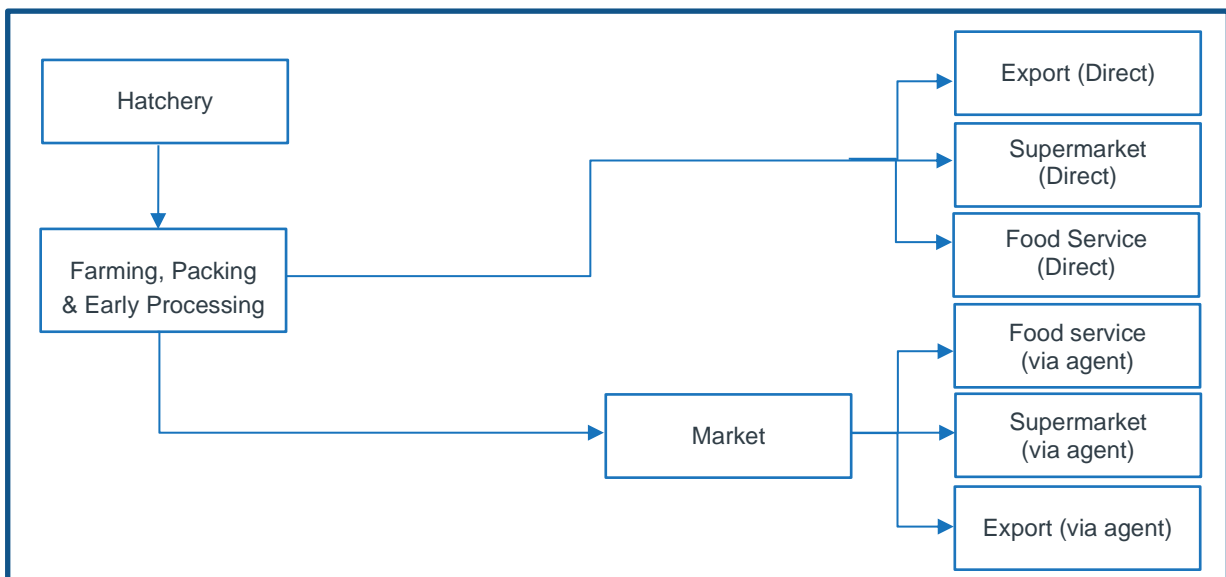 Hatchery
Farming, Packing
& Early Processing
Market
Export (Direct)
Supermarket
(Direct)
Food Service
(Direct)
Food service
(via agent)
Supermarket
(via agent)
Export (via agent)